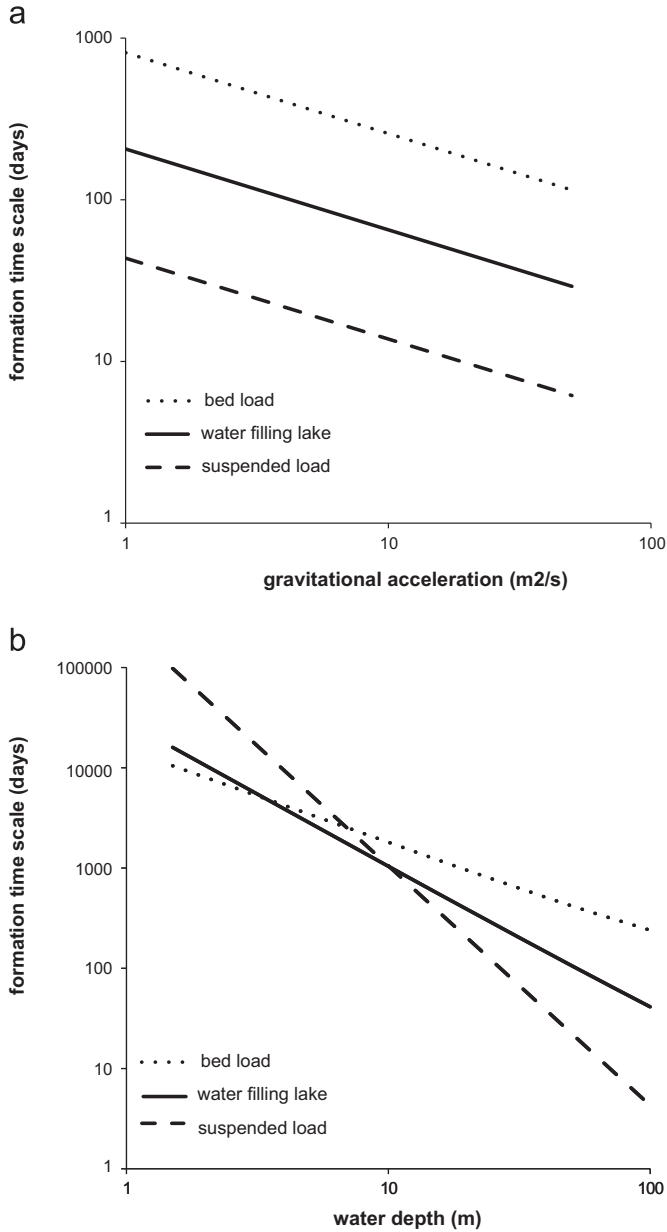 a
1000
100
10
1
formation time scale (days)
bed load
water filling lake
suspended load
1
10
100
gravitational acceleration (m2/s)
b
100000
10000
1000
100
10
1
formation time scale (days)
bed load
water filling lake
suspended load
1
10
100
water depth (m)